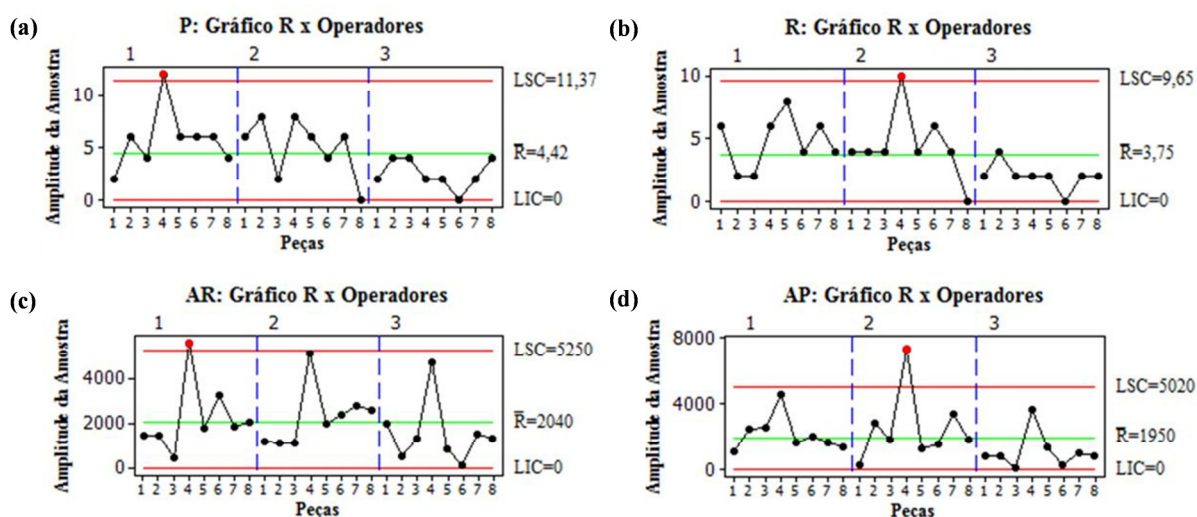 (a)
P: Gráfico R x Operadores
1 2 3
Amplitude da Amostra
10
5
0
LSC=11,37
R̅=4,42
LIC=0
1 2 3 4 5 6 7 8 1 2 3 4 5 6 7 8 1 2 3 4 5 6 7 8
Peças
(b)
R: Gráfico R x Operadores
1 2 3
Amplitude da Amostra
10
5
0
LSC=9,65
R̅=3,75
LIC=0
1 2 3 4 5 6 7 8 1 2 3 4 5 6 7 8 1 2 3 4 5 6 7 8
Peças
(c)
AR: Gráfico R x Operadores
1 2 3
Amplitude da Amostra
4000
2000
0
LSC=5250
R̅=2040
LIC=0
1 2 3 4 5 6 7 8 1 2 3 4 5 6 7 8 1 2 3 4 5 6 7 8
Peças
(d)
AP: Gráfico R x Operadores
1 2 3
Amplitude da Amostra
8000
4000
0
LSC=5020
R̅=1950
LIC=0
1 2 3 4 5 6 7 8 1 2 3 4 5 6 7 8 1 2 3 4 5 6 7 8
Peças